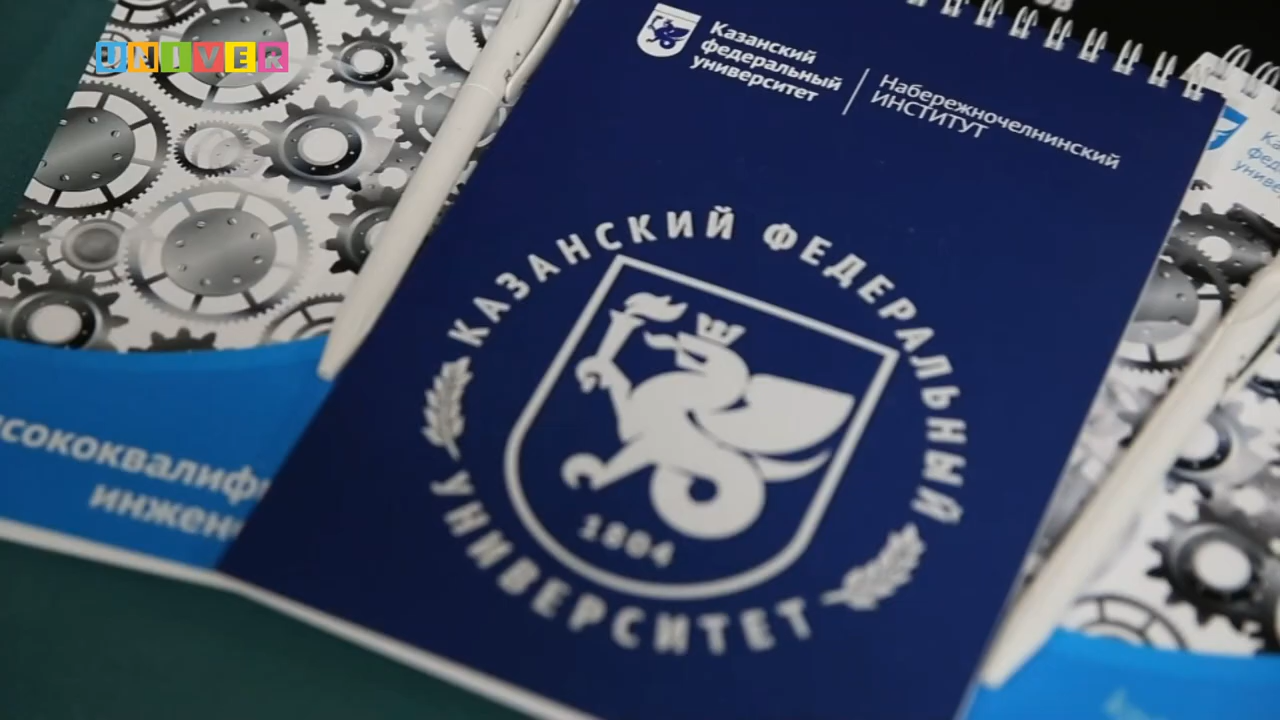 UNIVER
Казанский
федеральный
университет
Набережночелнинский
ИНСТИТУТ
КАЗАНСКИЙ ФЕДЕРАЛЬНЫЙ
УНИВЕРСИТЕТ
1804